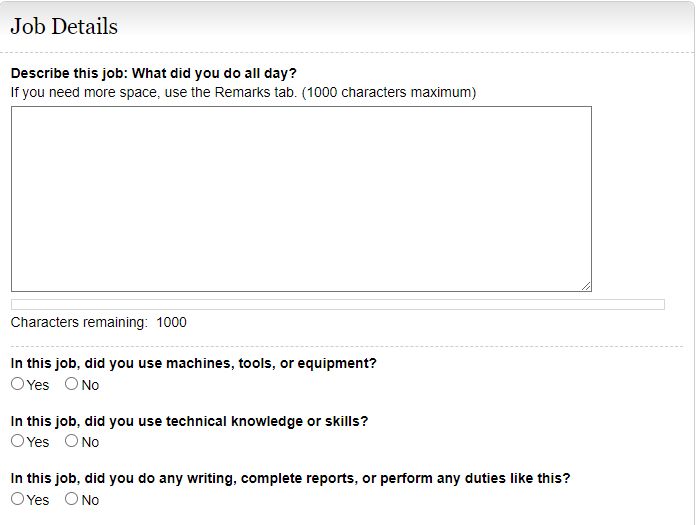 Job Details
Describe this job: What did you do all day?
If you need more space, use the Remarks tab. (1000 characters maximum)
Characters remaining: 1000
In this job, did you use machines, tools, or equipment?
Yes No
In this job, did you use technical knowledge or skills?
Yes No
In this job, did you do any writing, complete reports, or perform any duties like this?
Yes No